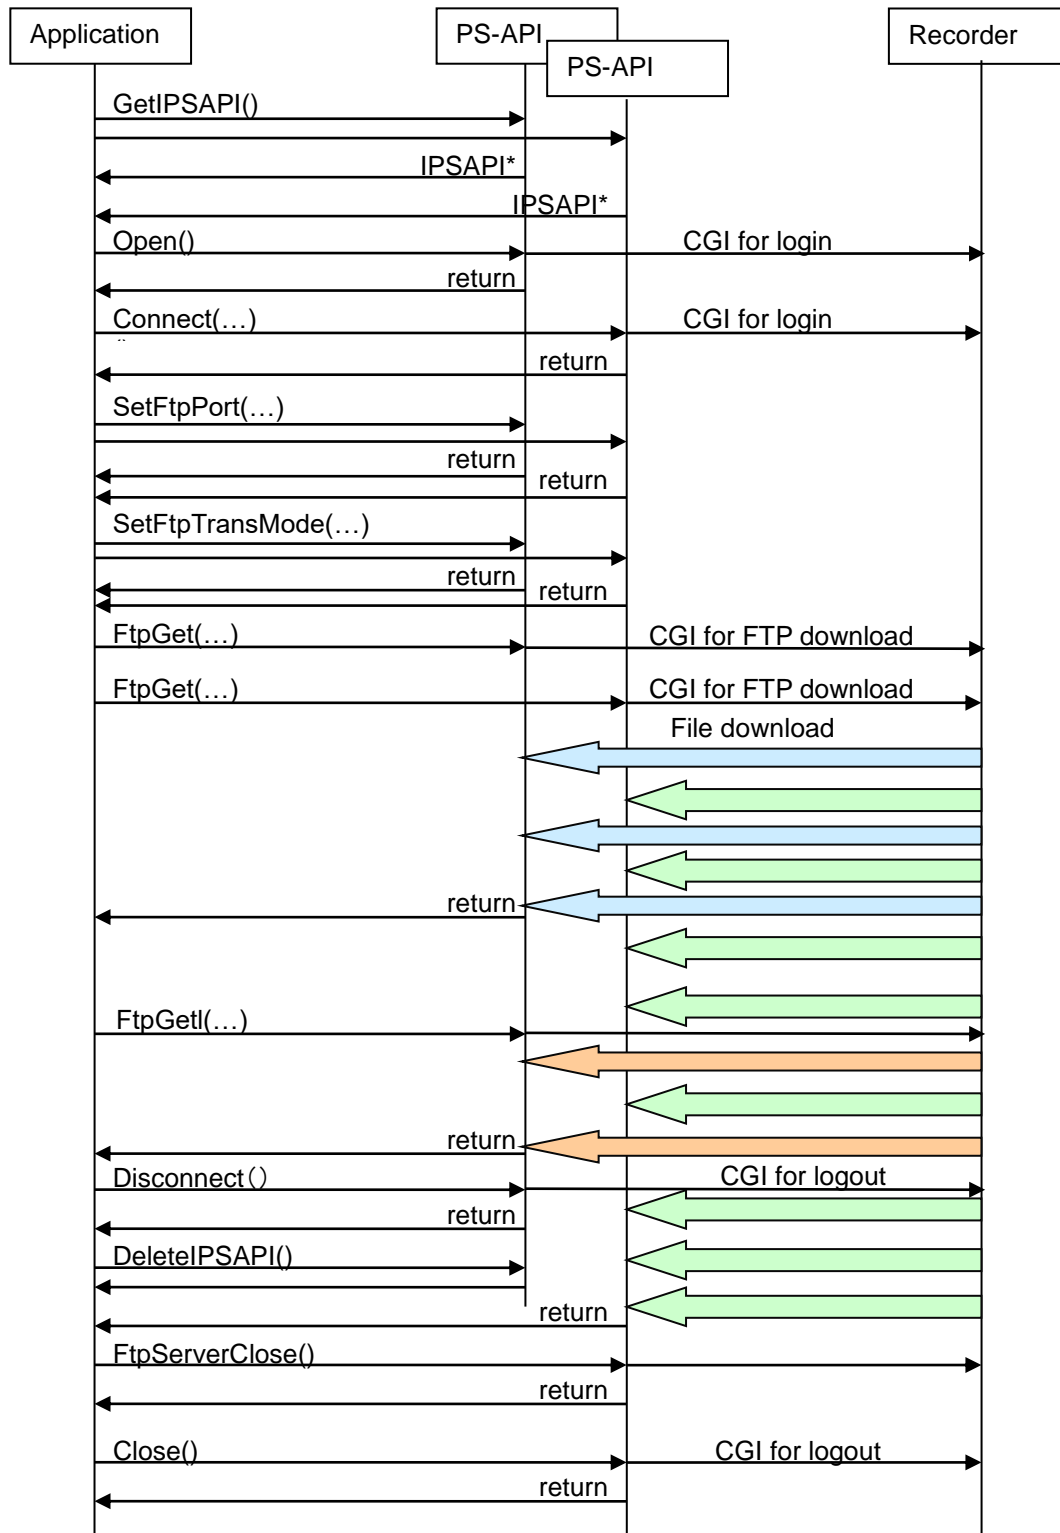 Application
PS-API
PS-API
Recorder
GetIPSAPI()
IPSAPI*
IPSAPI*
Open()
CGI for login
return
Connect(…)
CGI for login
return
SetFtpPort(…)
return
return
SetFtpTransMode(…)
return
return
FtpGet(…)
CGI for FTP download
FtpGet(…)
CGI for FTP download
File download
return
FtpGetl(…)
return
Disconnect()
CGI for logout
return
DeleteIPSAPI()
return
FtpServerClose()
return
Close()
CGI for logout
return